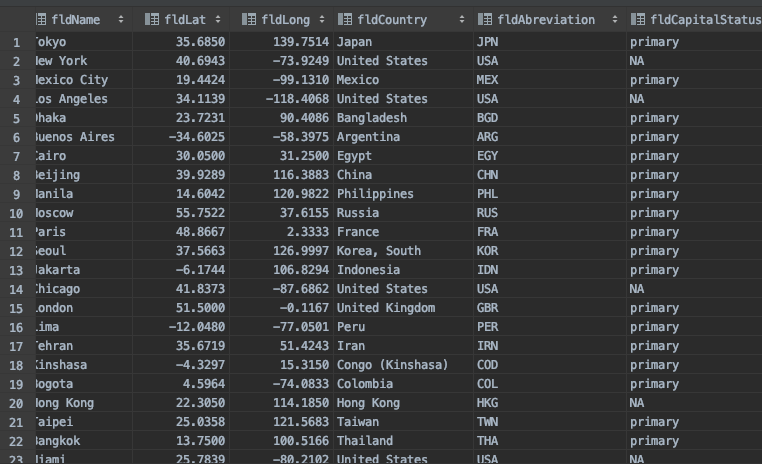 fldName fldLat fldLong fldCountry fldAbreviation fldCapitalStatus
1 Tokyo 35.6850 139.7514 Japan JPN primary
2 New York 40.6943 -73.9249 United States USA NA
3 Mexico City 19.4424 -99.1310 Mexico MEX primary
4 Los Angeles 34.1139 -118.4068 United States USA NA
5 Dhaka 23.7231 90.4086 Bangladesh BGD primary
6 Buenos Aires -34.6025 -58.3975 Argentina ARG primary
7 Cairo 30.0500 31.2500 Egypt EGY primary
8 Beijing 39.9289 116.3883 China CHN primary
9 Manila 14.6042 120.9822 Philippines PHL primary
10 Moscow 55.7522 37.6155 Russia RUS primary
11 Paris 48.8667 2.3333 France FRA primary
12 Seoul 37.5663 126.9997 Korea, South KOR primary
13 Jakarta -6.1744 106.8294 Indonesia IDN primary
14 Chicago 41.8373 -87.6862 United States USA NA
15 London 51.5000 -0.1167 United Kingdom GBR primary
16 Lima -12.0480 -77.0501 Peru PER primary
17 Tehran 35.6719 51.4243 Iran IRN primary
18 Kinshasa -4.3297 15.3150 Congo (Kinshasa) COD primary
19 Bogota 4.5964 -74.0833 Colombia COL primary
20 Hong Kong 22.3050 114.1850 Hong Kong HKG NA
21 Taipei 25.0358 121.5683 Taiwan TWN primary
22 Bangkok 13.7500 100.5166 Thailand THA primary
23 Miami 25.7839 -80.2102 United States USA NA